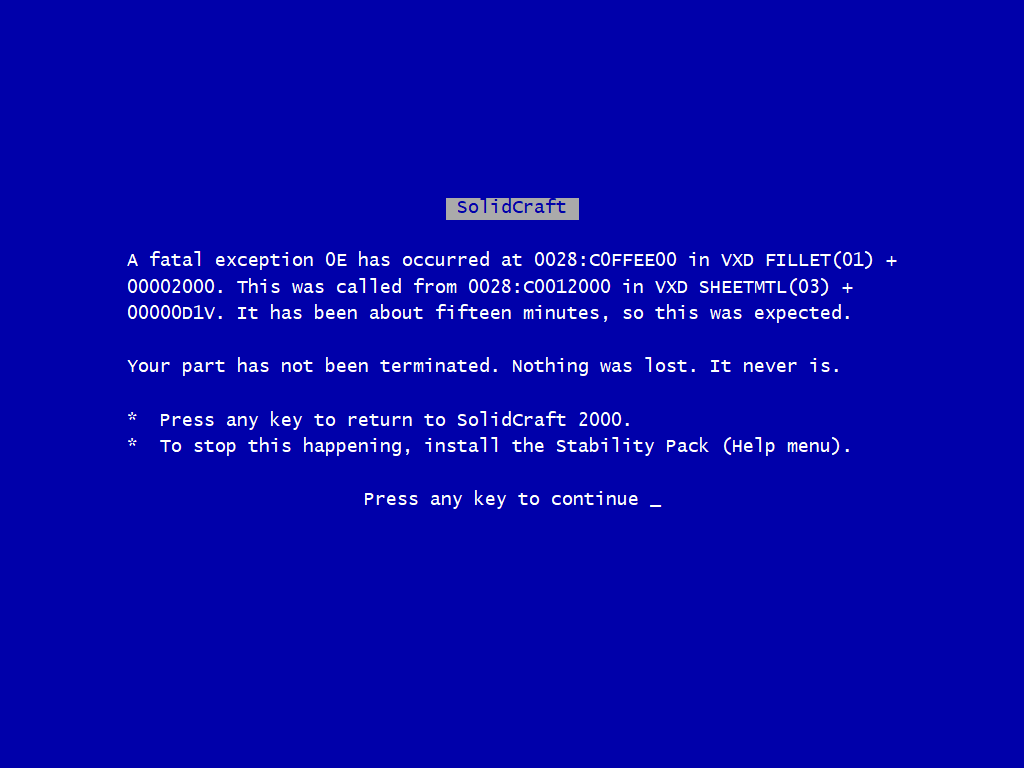 SolidCraft
A fatal exception 0E has occurred at 0028:C0FFEE00 in VXD FILLET(01) +
00002000. This was called from 0028:C0012000 in VXD SHEETMTL(03) +
00000D1V. It has been about fifteen minutes, so this was expected.
Your part has not been terminated. Nothing was lost. It never is.
*  Press any key to return to SolidCraft 2000.
*  To stop this happening, install the Stability Pack (Help menu).
Press any key to continue _